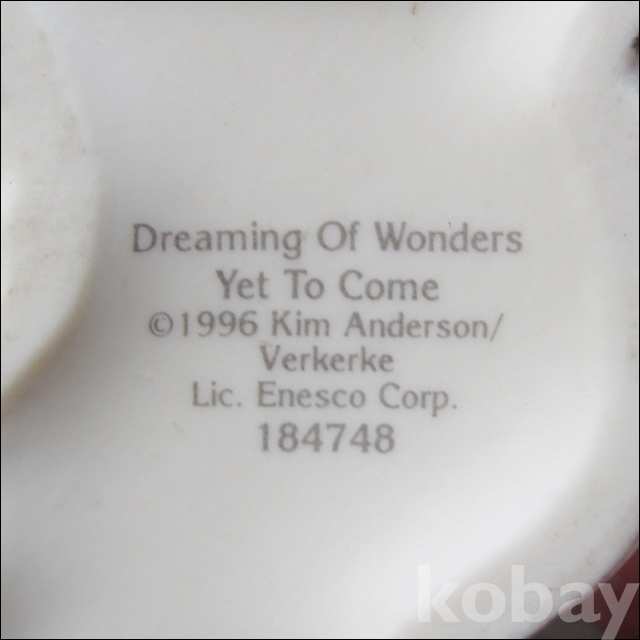 Dreaming Of Wonders
Yet To Come
©1996 Kim Anderson/
Verkerke
Lic. Enesco Corp.
184748
kobay